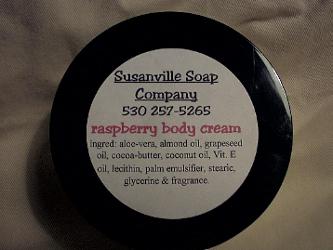 Susanville Soap
Company
530 257-5265
raspberry body cream
Ingred: aloe-vera, almond oil, grapeseed
oil, cocoa-butter, coconut oil, Vit. E
oil, lecithin, palm emulsifier, stearic,
glycerine & fragrance.